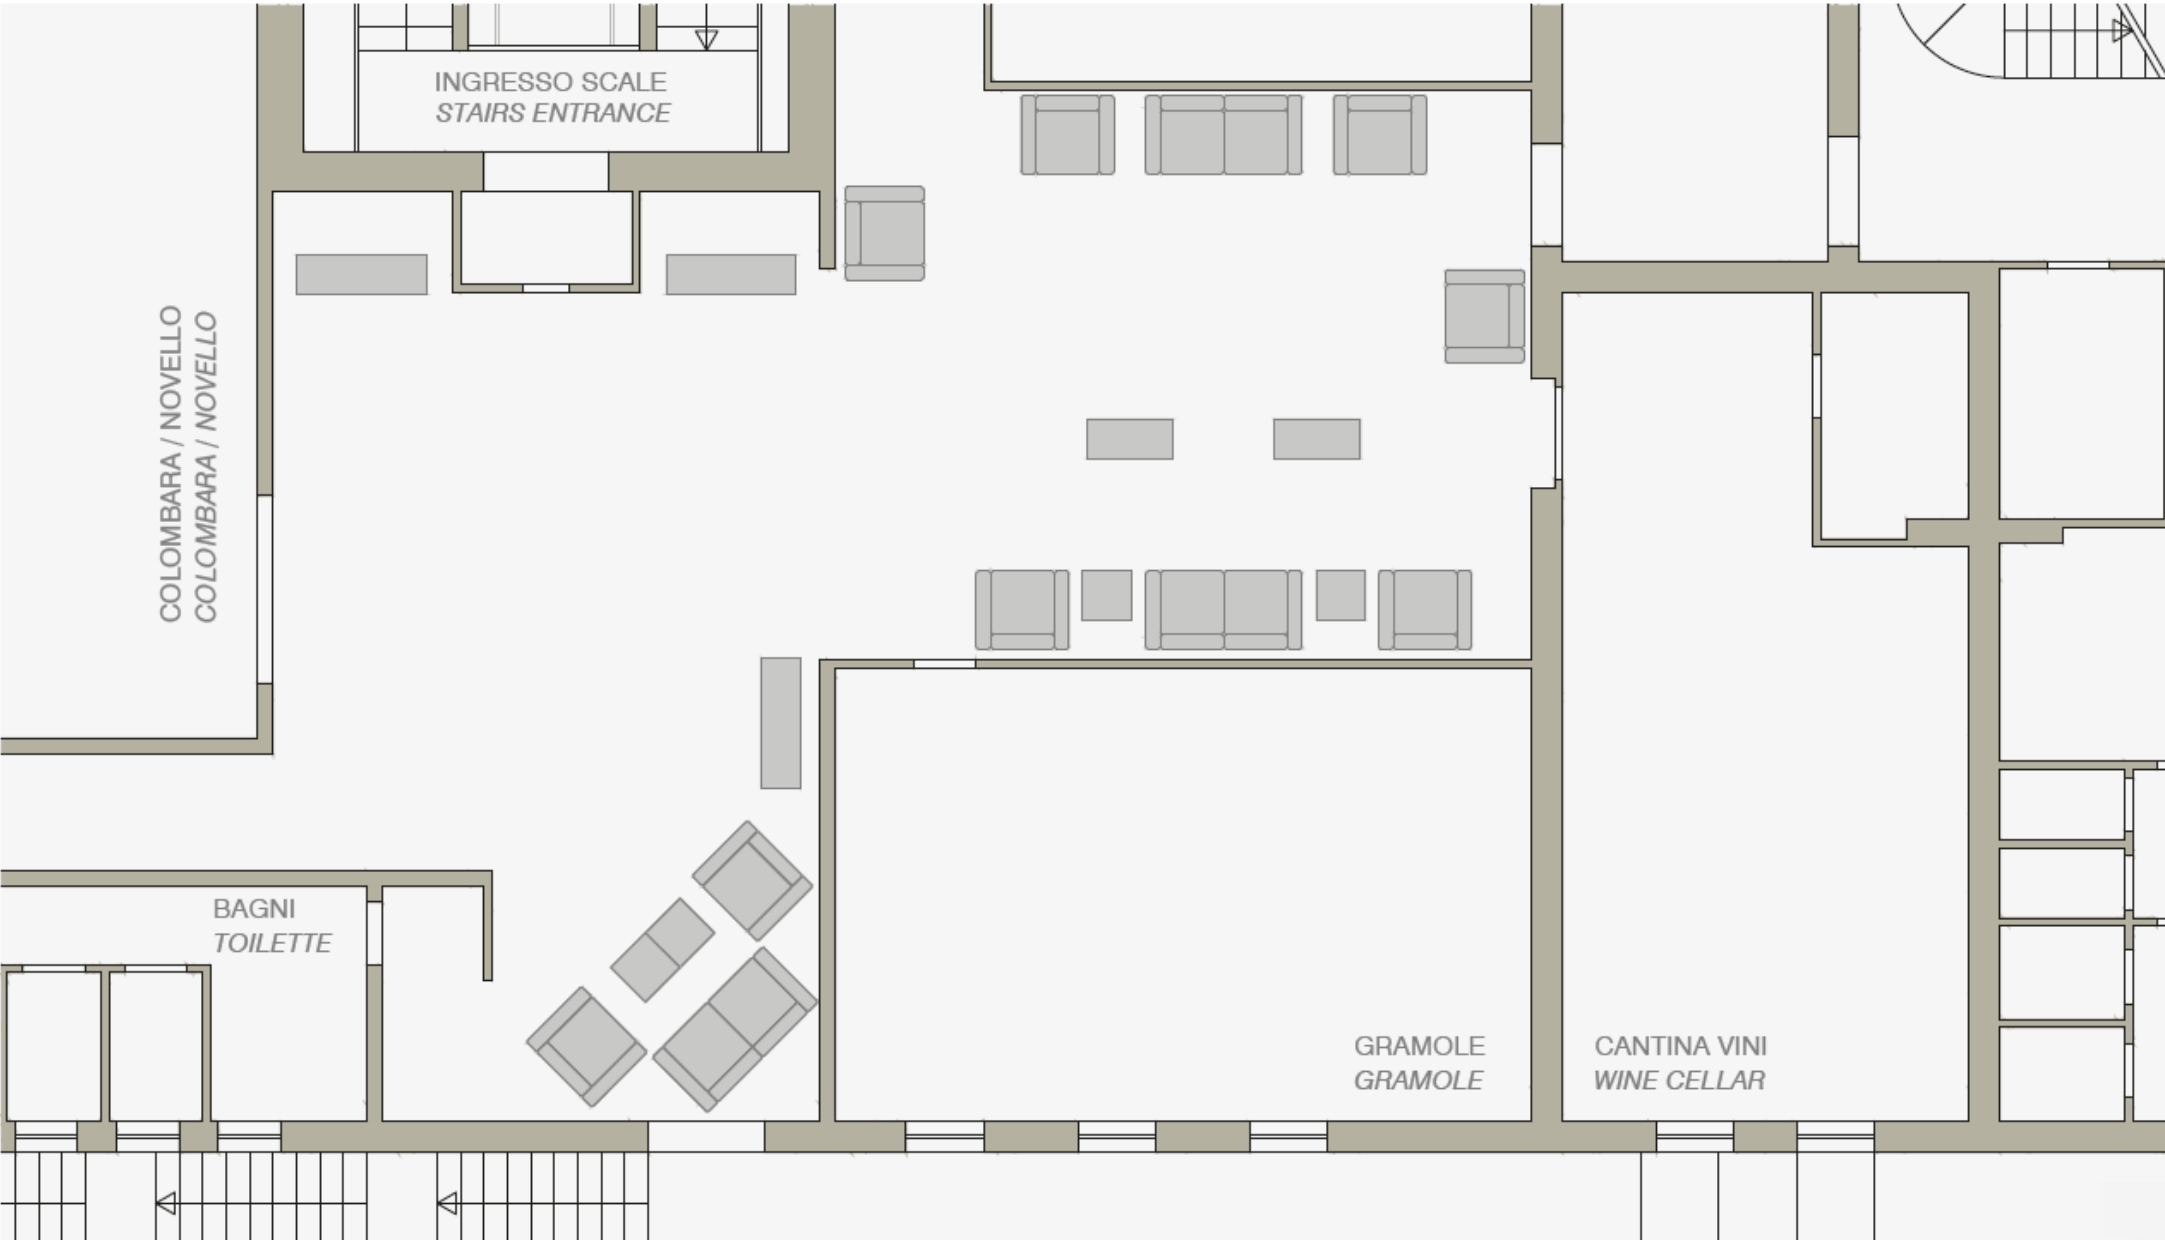 INGRESSO SCALE
STAIRS ENTRANCE
COLOMBARA / NOVELLO
COLOMBARA / NOVELLO
BAGNI
TOILETTE
GRAMOLE
GRAMOLE
CANTINA VINI
WINE CELLAR